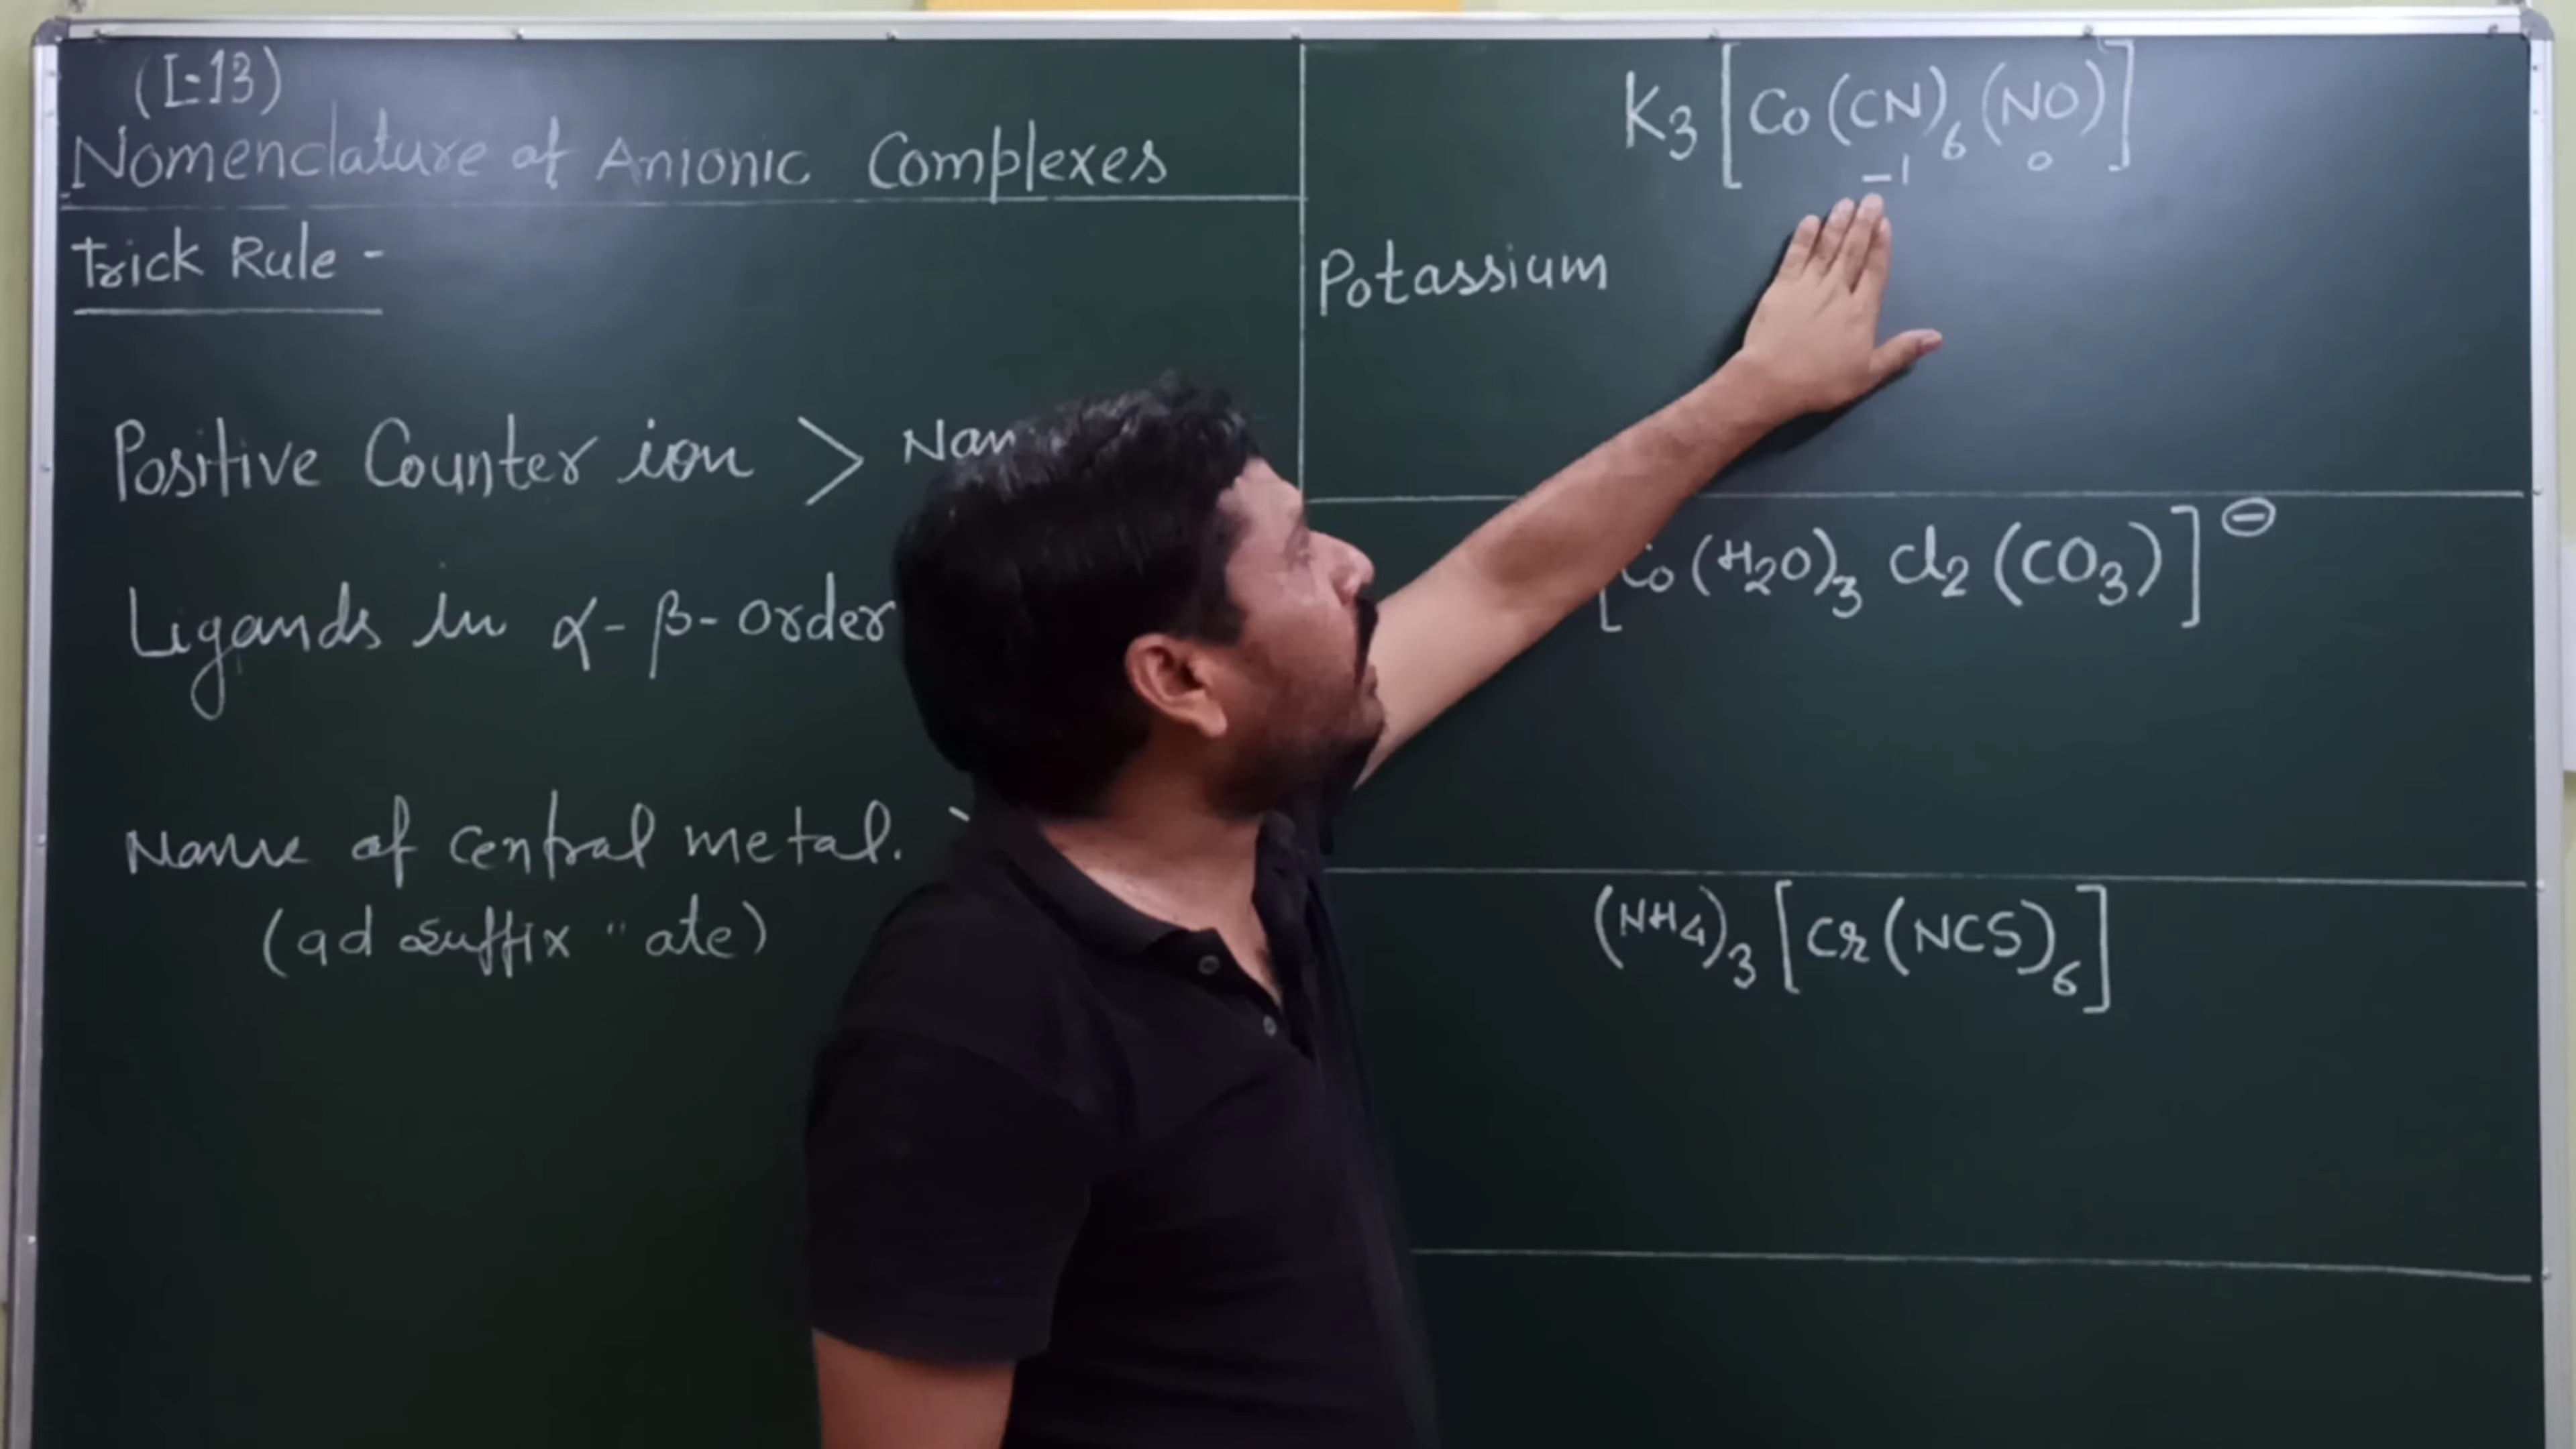 (L-13)
Nomenclature of Anionic Complexes
Trick Rule -
Positive Counter ion >
Ligands in α-β-order
Name of central metal.
(ad suffix " ate)
K₃[Co(CN)₆(NO)]
-1 0
Potassium
[Co(H₂O)₃ Cl₂(CO₃)]⊖
(NH₄)₃[Cr(NCS)₆]